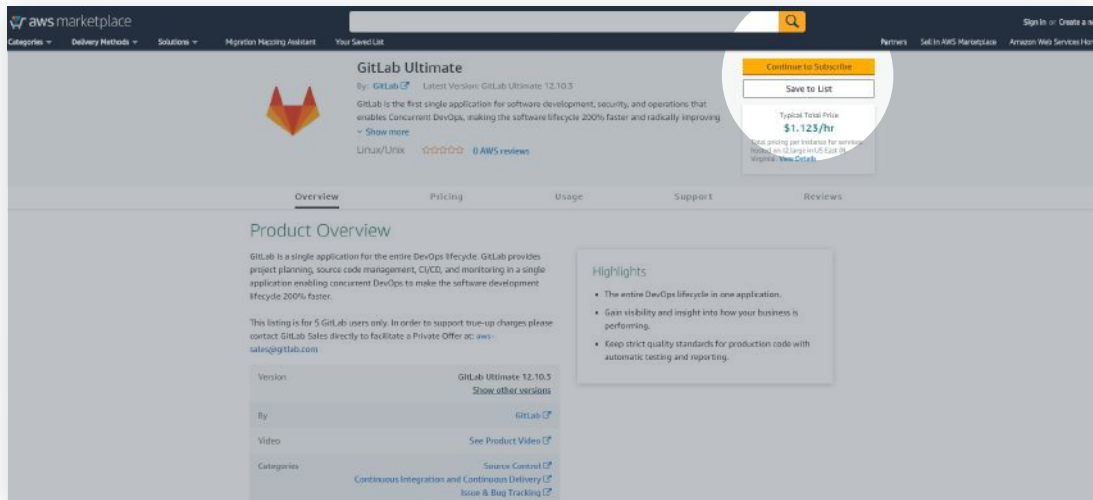 aws marketplace
Sign in or Create a n
Categories
Delivery Methods
Solutions
Migration Mapping Assistant
Your Saved List
Partners
Sell in AWS Marketplace
Amazon Web Services Hom
GitLab Ultimate
By: GitLab Latest Version: GitLab Ultimate 12.10.3
GitLab is the first single application for software development, security, and operations that
enables Concurrent DevOps, making the software lifecycle 200% faster and radically improving
Show more
Linux/Unix 0 AWS reviews
Continue to Subscribe
Save to List
Typical Total Price
$1.123/hr
Total pricing per instance for services
hosted on t2.large in US East (N.
Virginia). View Details
Overview
Pricing
Usage
Support
Reviews
Product Overview
GitLab is a single application for the entire DevOps lifecycle. GitLab provides
project planning, source code management, CI/CD, and monitoring in a single
application enabling concurrent DevOps to make the software development
lifecycle 200% faster.
This listing is for 5 GitLab users only. In order to support true-up charges please
contact GitLab Sales directly to facilitate a Private Offer at: aws-
sales@gitlab.com
Version
GitLab Ultimate 12.10.3
Show other versions
By
GitLab
Video
See Product Video
Categories
Source Control
Continuous Integration and Continuous Delivery
Issue & Bug Tracking
Highlights
• The entire DevOps lifecycle in one application.
• Gain visibility and insight into how your business is
performing.
• Keep strict quality standards for production code with
automatic testing and reporting.